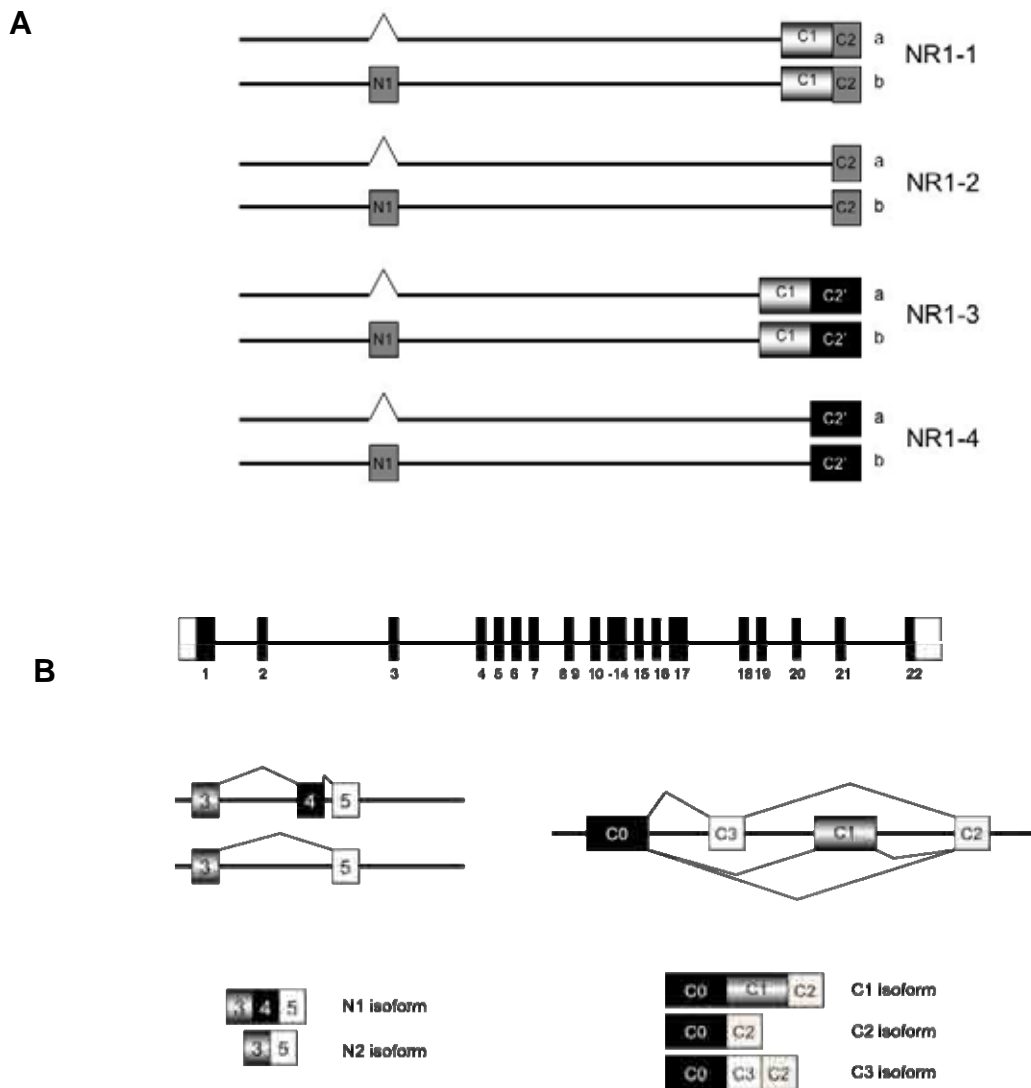 A
C1 C2 a
NR1-1
N1 C1 C2 b
C2 a
NR1-2
N1 C2 b
C1 C2' a
NR1-3
N1 C1 C2' b
C2' a
NR1-4
N1 C2' b
B
1 2 3 4 5 6 7 8 9 10 -14 15 16 17 18 19 20 21 22
3 4 5
3 5
C0 C3 C1 C2
3 4 5 N1 isoform
3 5 N2 isoform
C0 C1 C2 C1 isoform
C0 C2 C2 isoform
C0 C3 C2 C3 isoform